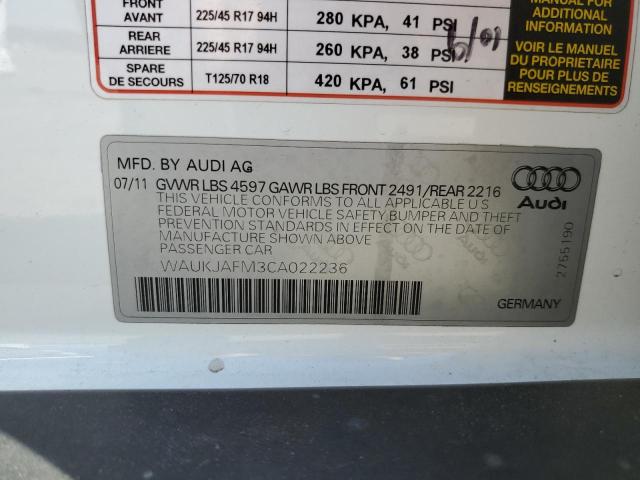 FRONT
AVANT 225/45 R17 94H 280 KPA, 41 PSI
REAR
ARRIERE 225/45 R17 94H 260 KPA, 38 PSI
SPARE
DE SECOURS T125/70 R18 420 KPA, 61 PSI
MANUAL FOR
ADDITIONAL
INFORMATION
VOIR LE MANUEL
DU PROPRIETAIRE
POUR PLUS DE
RENSEIGNEMENTS
MFD. BY AUDI AG
07/11 GVWR LBS 4597 GAWR LBS FRONT 2491/REAR 2216
THIS VEHICLE CONFORMS TO ALL APPLICABLE U S
FEDERAL MOTOR VEHICLE SAFETY BUMPER AND THEFT
PREVENTION STANDARDS IN EFFECT ON THE DATE OF
MANUFACTURE SHOWN ABOVE
PASSENGER CAR
WAUKJAFM3CA022236
Audi
2755190
GERMANY